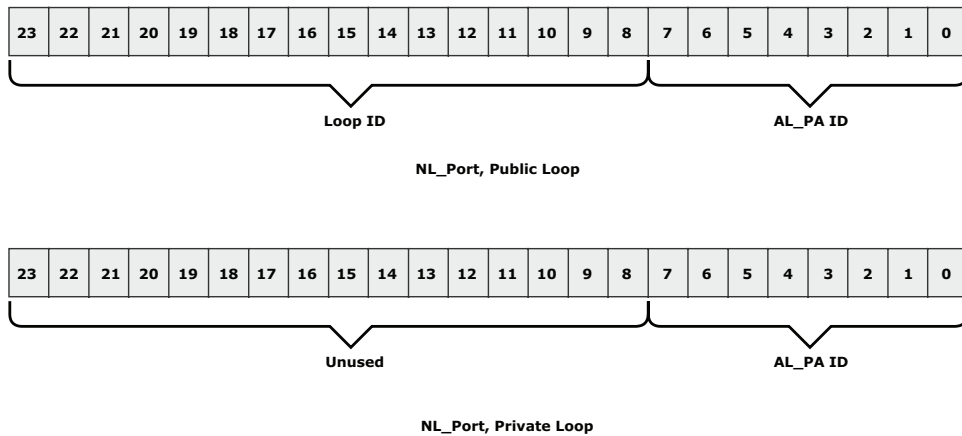 23 22 21 20 19 18 17 16 15 14 13 12 11 10 9 8 7 6 5 4 3 2 1 0
Loop ID AL_PA ID
NL_Port, Public Loop
23 22 21 20 19 18 17 16 15 14 13 12 11 10 9 8 7 6 5 4 3 2 1 0
Unused AL_PA ID
NL_Port, Private Loop